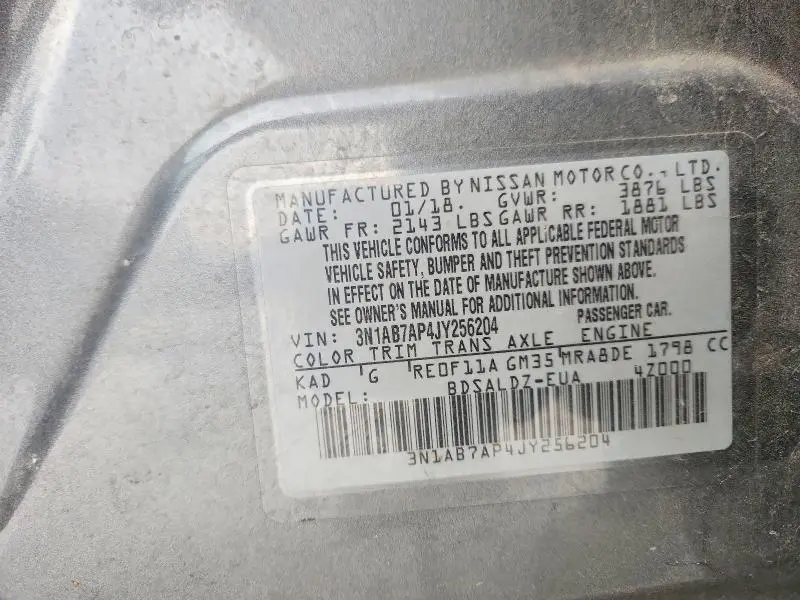 MANUFACTURED BY NISSAN MOTOR CO., LTD.
DATE: 01/18. GVWR: 3876 LBS
GAWR FR: 2143 LBS GAWR RR: 1881 LBS
THIS VEHICLE CONFORMS TO ALL APPLICABLE FEDERAL MOTOR
VEHICLE SAFETY, BUMPER AND THEFT PREVENTION STANDARDS
IN EFFECT ON THE DATE OF MANUFACTURE SHOWN ABOVE.
SEE OWNER'S MANUAL FOR ADDITIONAL INFORMATION.
VIN: 3N1AB7AP4JY256204 PASSENGER CAR.
COLOR TRIM TRANS AXLE ENGINE
KAD G RE0F11A GM35 MRA8DE 1798 CC
MODEL: BDSALDZ-EUA 4Z000
3N1AB7AP4JY256204